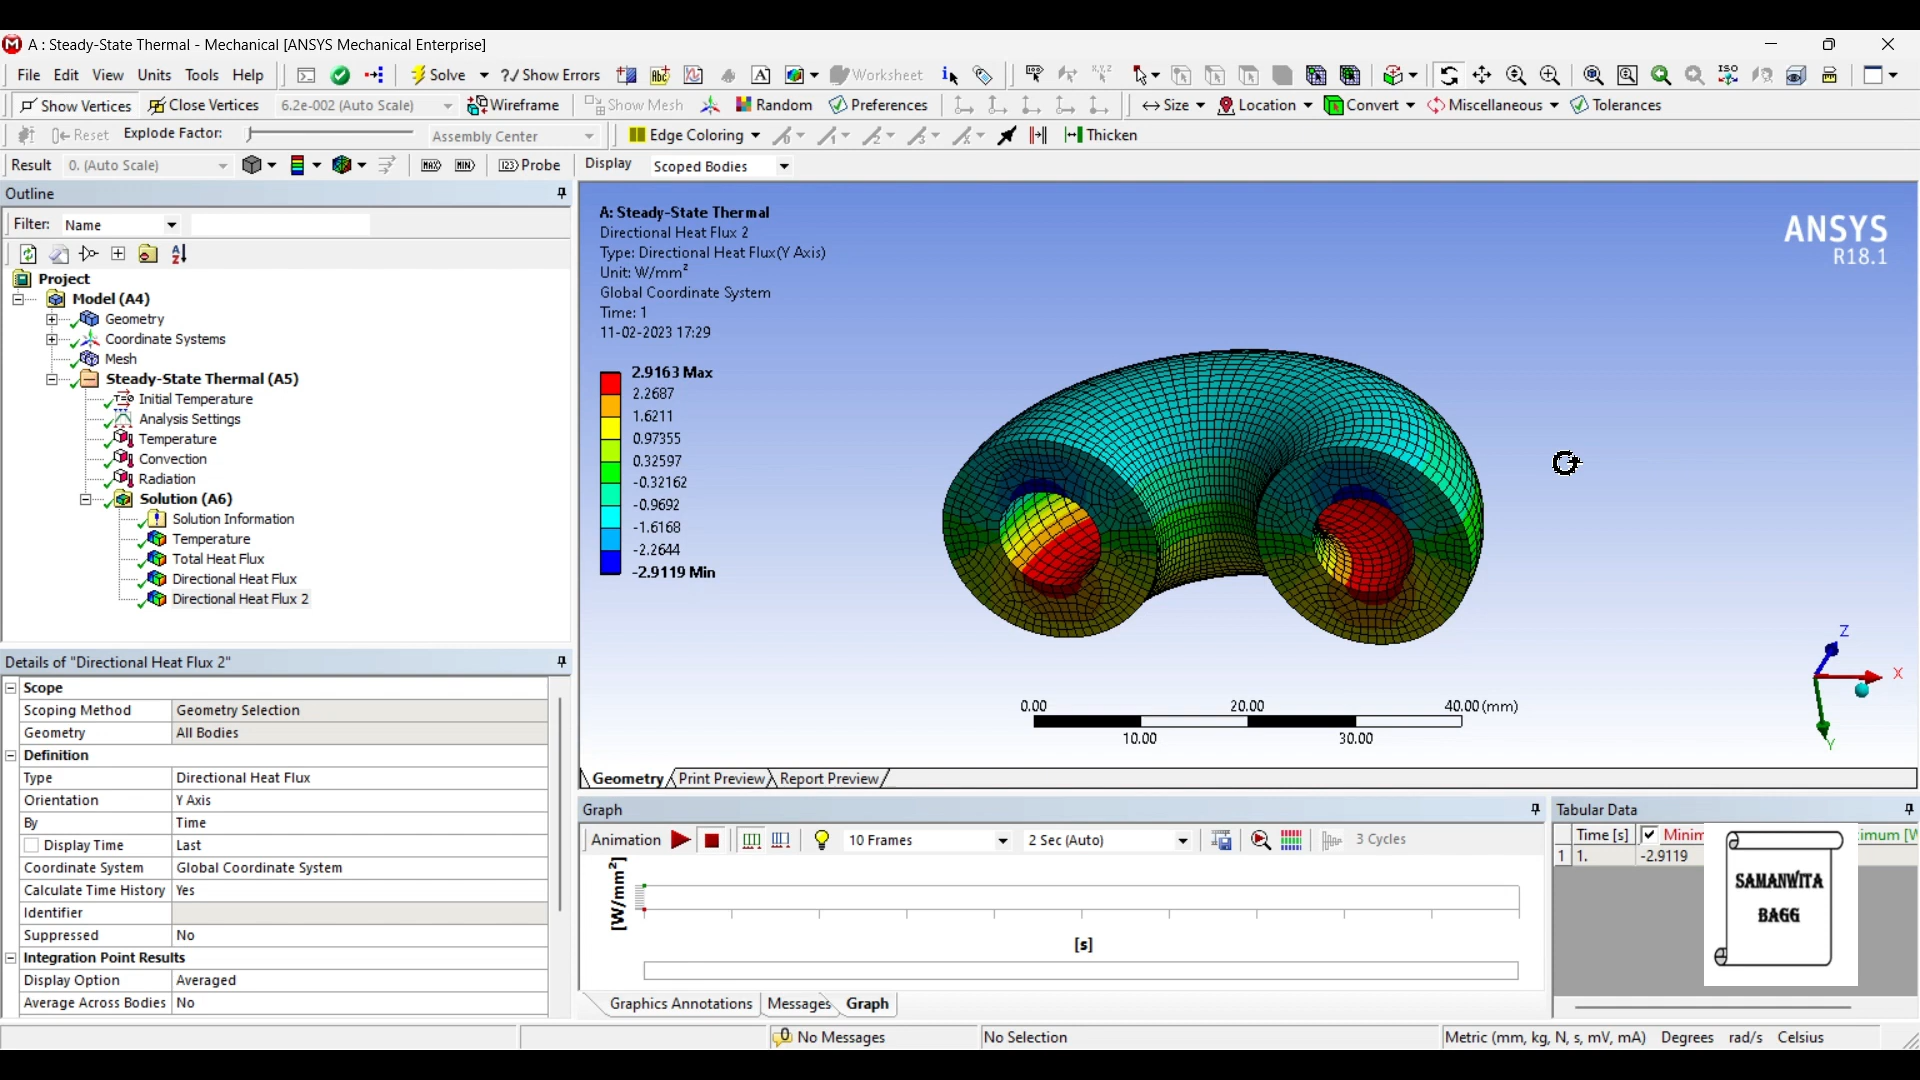 A : Steady-State Thermal - Mechanical [ANSYS Mechanical Enterprise]
File Edit View Units Tools Help Solve ?/ Show Errors Worksheet
Show Vertices Close Vertices 6.2e-002 (Auto Scale) Wireframe Show Mesh Random Preferences Size Location Convert Miscellaneous Tolerances
Reset Explode Factor: Assembly Center Edge Coloring Thicken
Result 0. (Auto Scale) MAX MIN Probe Display Scoped Bodies
Outline
Filter: Name
Project
Model (A4)
Geometry
Coordinate Systems
Mesh
Steady-State Thermal (A5)
Initial Temperature
Analysis Settings
Temperature
Convection
Radiation
Solution (A6)
Solution Information
Temperature
Total Heat Flux
Directional Heat Flux
Directional Heat Flux 2
Details of "Directional Heat Flux 2"
Scope
Scoping Method Geometry Selection
Geometry All Bodies
Definition
Type Directional Heat Flux
Orientation Y Axis
By Time
Display Time Last
Coordinate System Global Coordinate System
Calculate Time History Yes
Identifier
Suppressed No
Integration Point Results
Display Option Averaged
Average Across Bodies No
A: Steady-State Thermal
Directional Heat Flux 2
Type: Directional Heat Flux(Y Axis)
Unit: W/mm²
Global Coordinate System
Time: 1
11-02-2023 17:29
2.9163 Max
2.2687
1.6211
0.97355
0.32597
-0.32162
-0.9692
-1.6168
-2.2644
-2.9119 Min
ANSYS
R18.1
0.00 20.00 40.00 (mm)
10.00 30.00
Z
X
Y
Geometry Print Preview Report Preview
Graph
Animation 10 Frames 2 Sec (Auto) 3 Cycles
[W/mm²]
[s]
Graphics Annotations Messages Graph
Tabular Data
Time [s] Minim imum [W
1 1. -2.9119
SAMANWITA
BAGG
No Messages No Selection Metric (mm, kg, N, s, mV, mA) Degrees rad/s Celsius